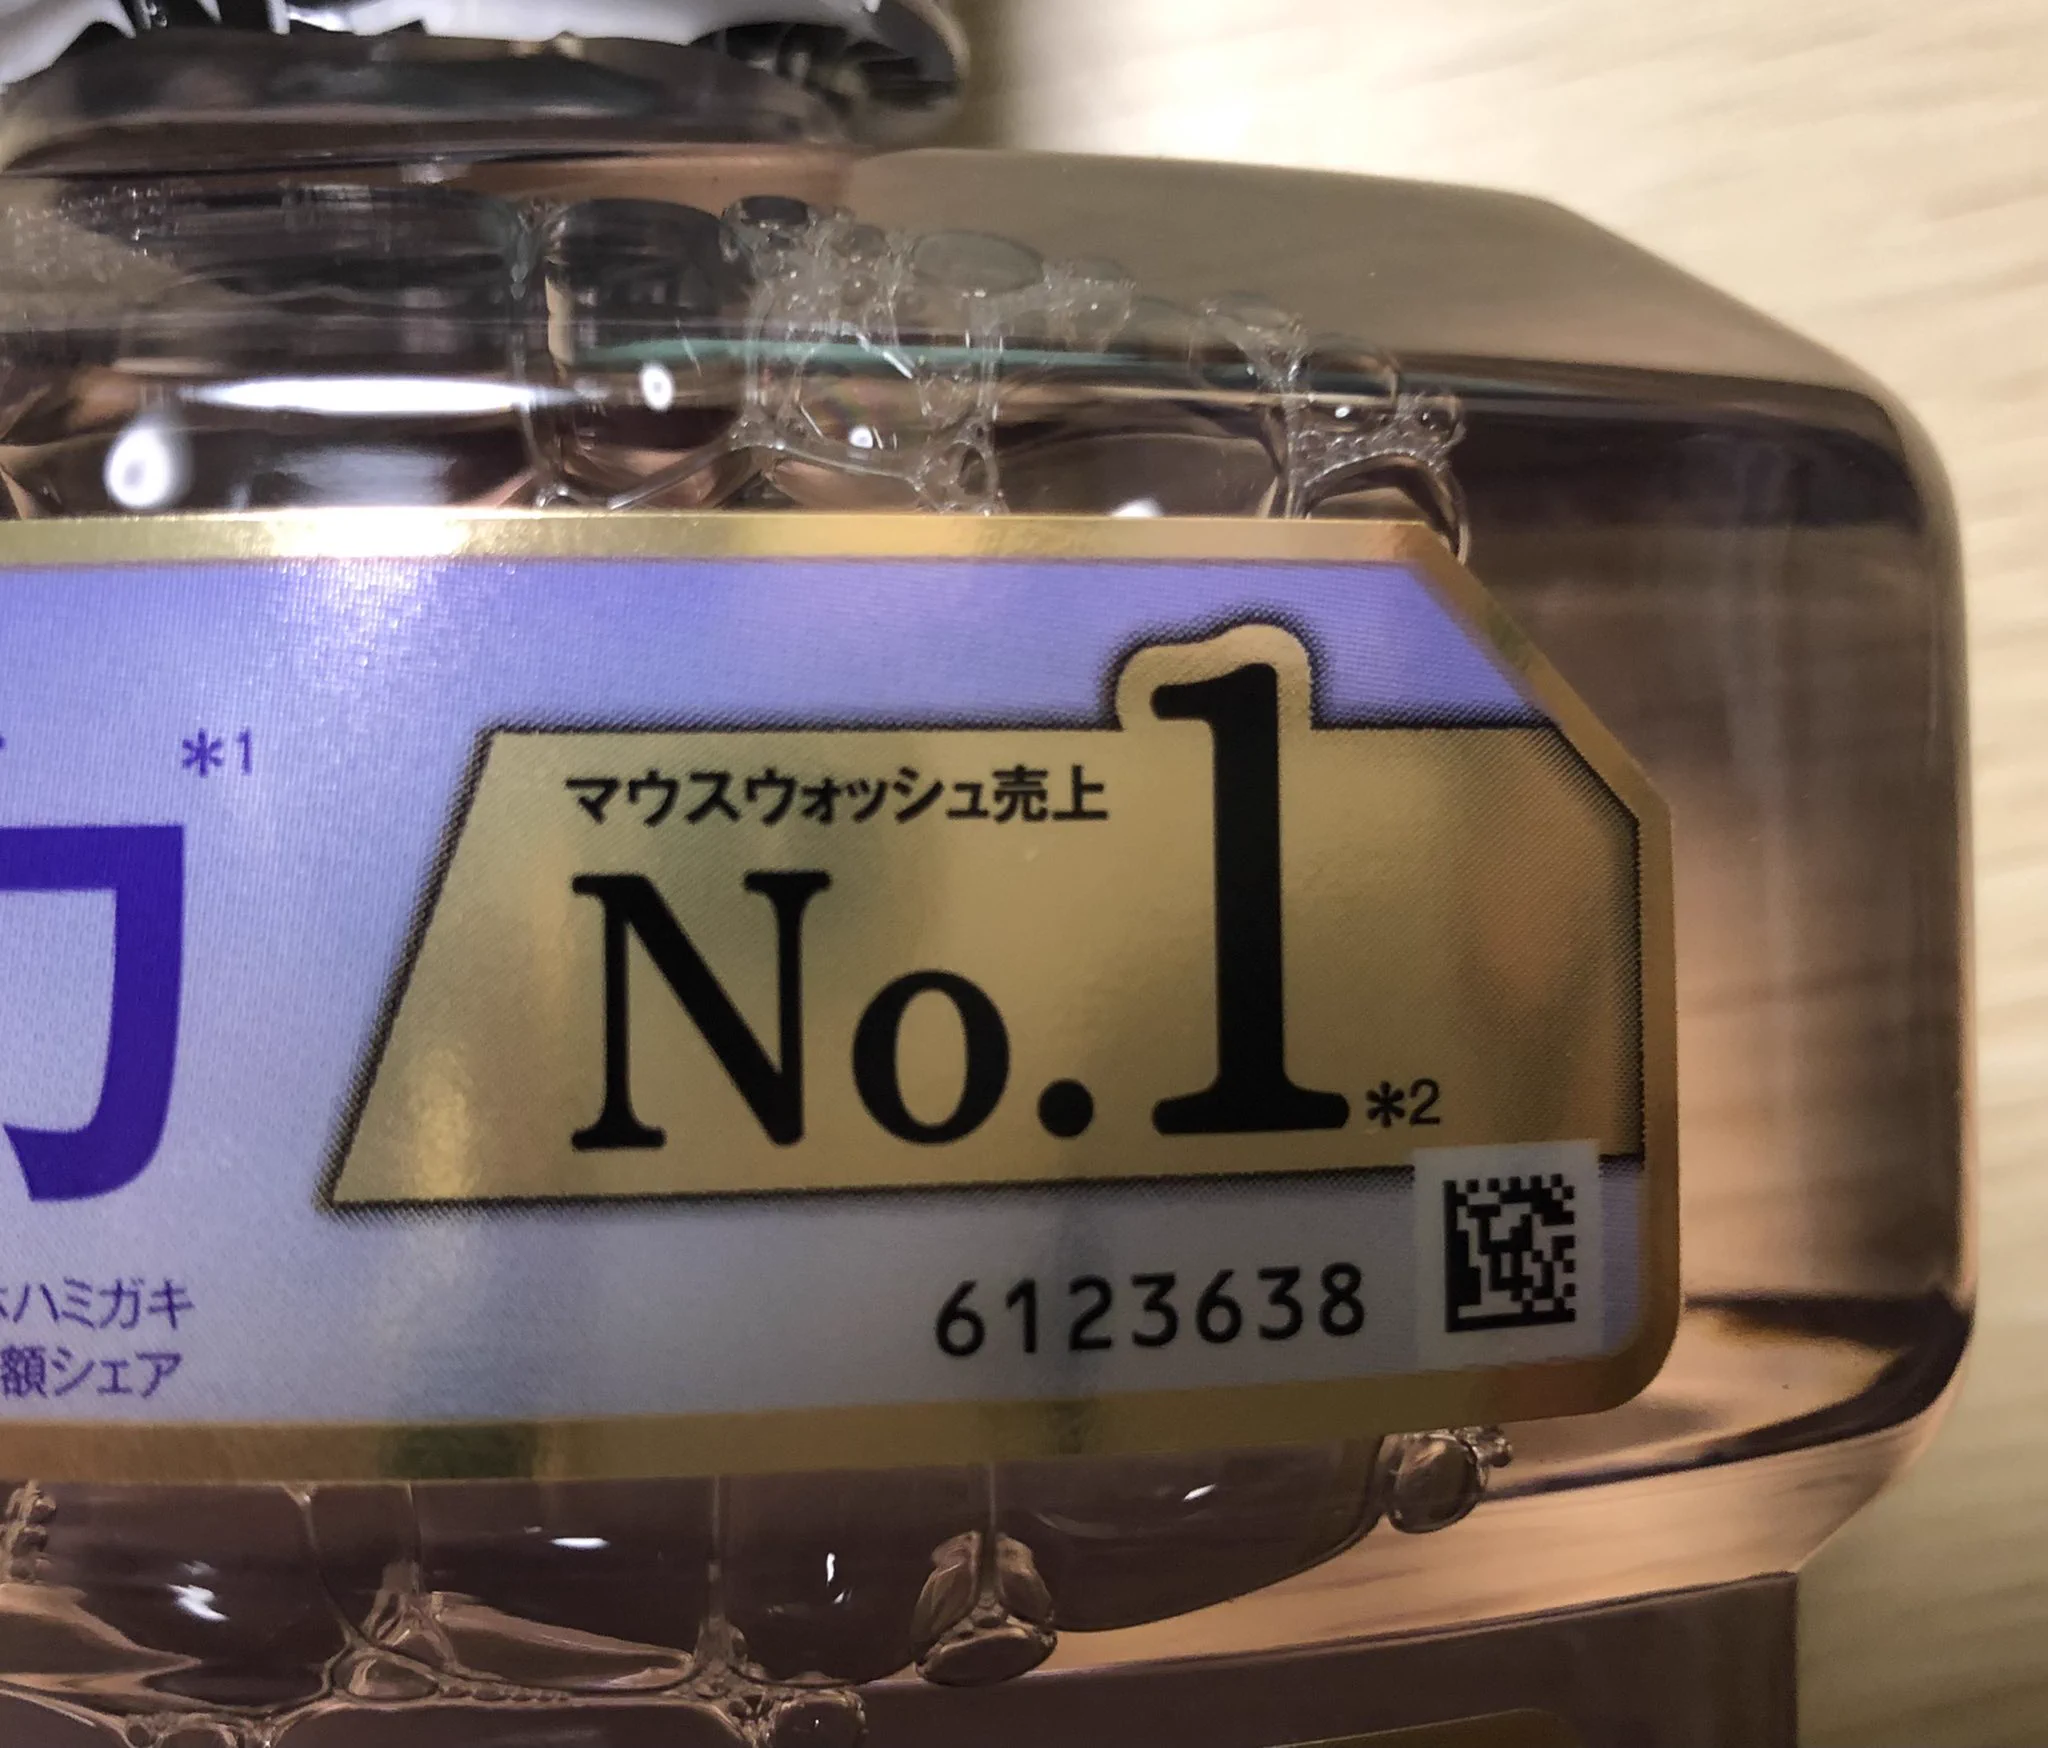 *1
マウスウォッシュ売上
No.1*2
6123638
ハミガキ
額シェア